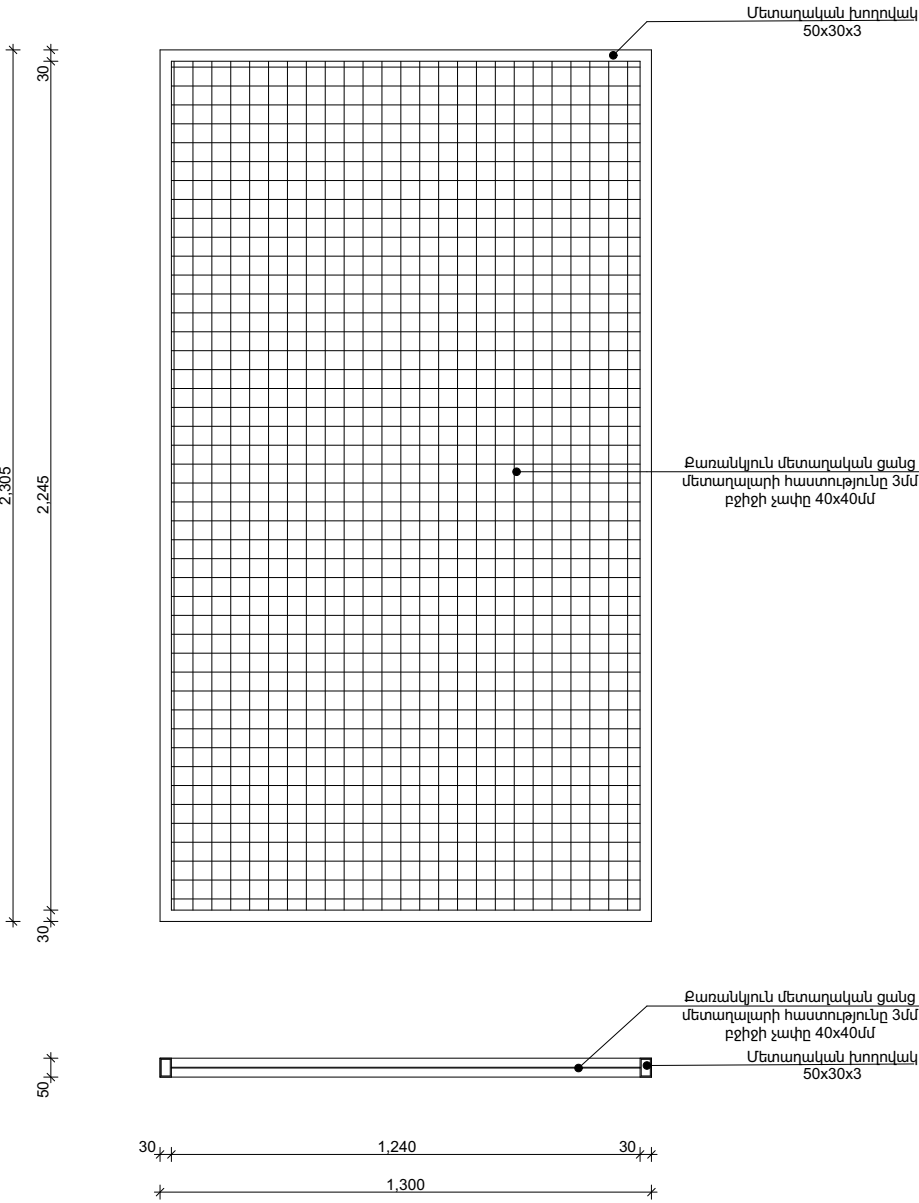 Մետաղական խողովակ
50x30x3
30
2,305
2,245
Քառանկյուն մետաղական ցանց
մետաղալարի հաստությունը 3մմ
բջիջի չափը 40x40մմ
30
Քառանկյուն մետաղական ցանց
մետաղալարի հաստությունը 3մմ
բջիջի չափը 40x40մմ
Մետաղական խողովակ
50x30x3
50
30
1,240
30
1,300